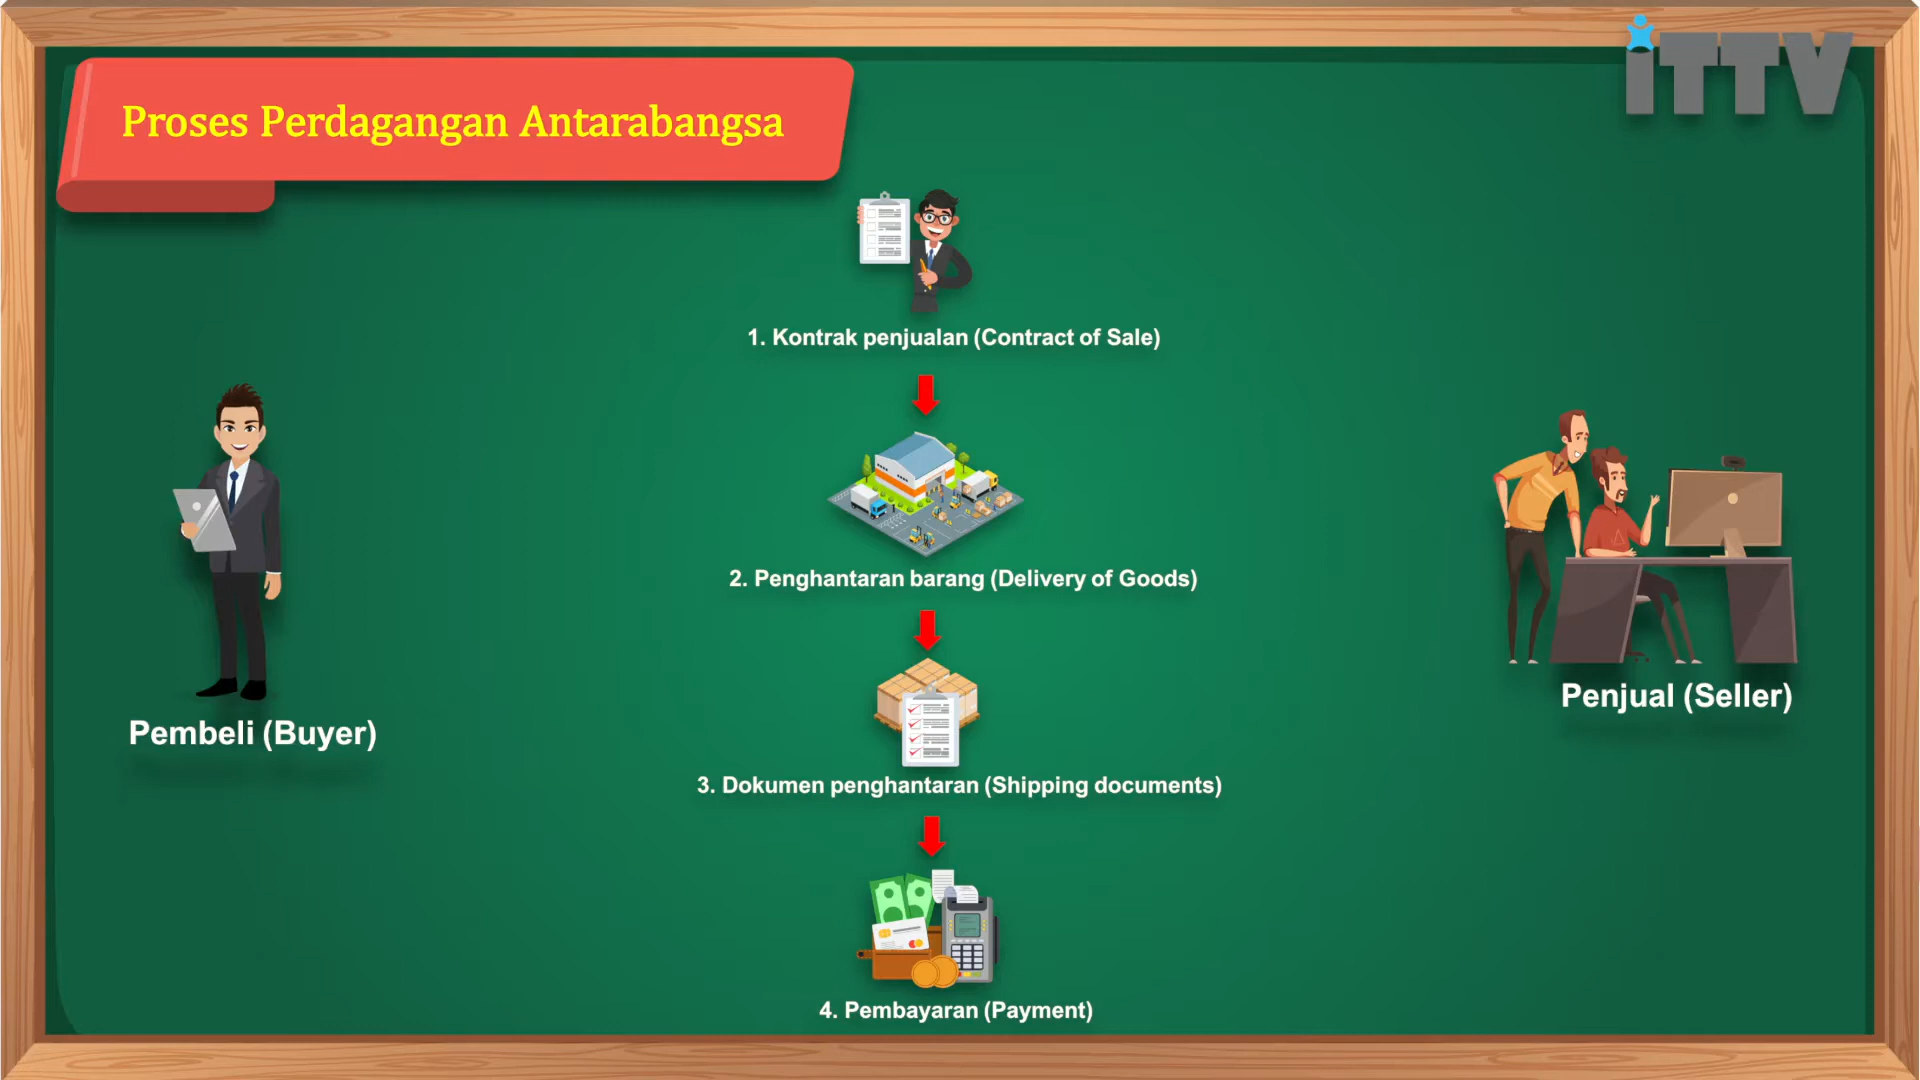 Proses Perdagangan Antarabangsa
iTTV
1. Kontrak penjualan (Contract of Sale)
2. Penghantaran barang (Delivery of Goods)
Pembeli (Buyer)
Penjual (Seller)
3. Dokumen penghantaran (Shipping documents)
4. Pembayaran (Payment)